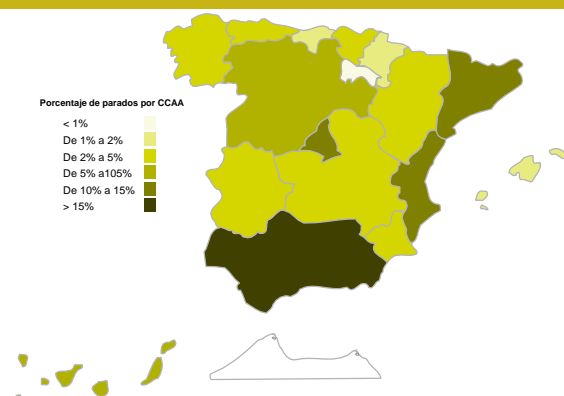 Porcentaje de parados por CCAA
< 1%
De 1% a 2%
De 2% a 5%
De 5% a105%
De 10% a 15%
> 15%